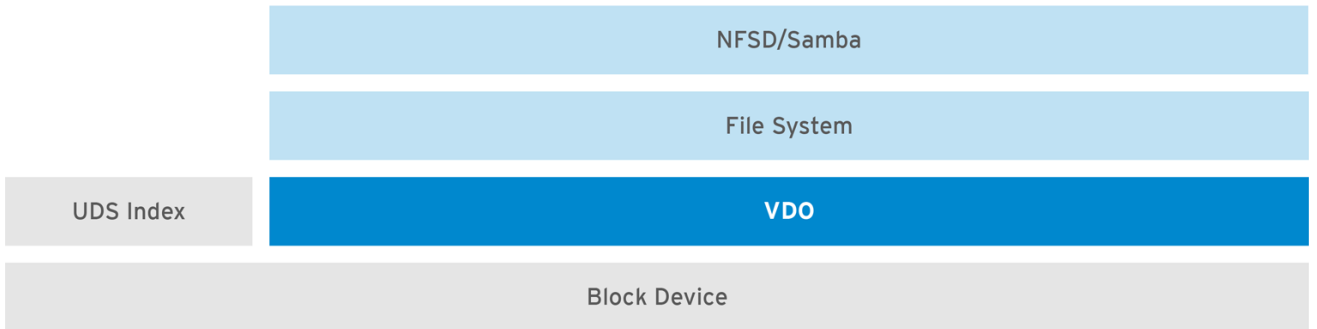 NFSD/Samba
File System
UDS Index
VDO
Block Device